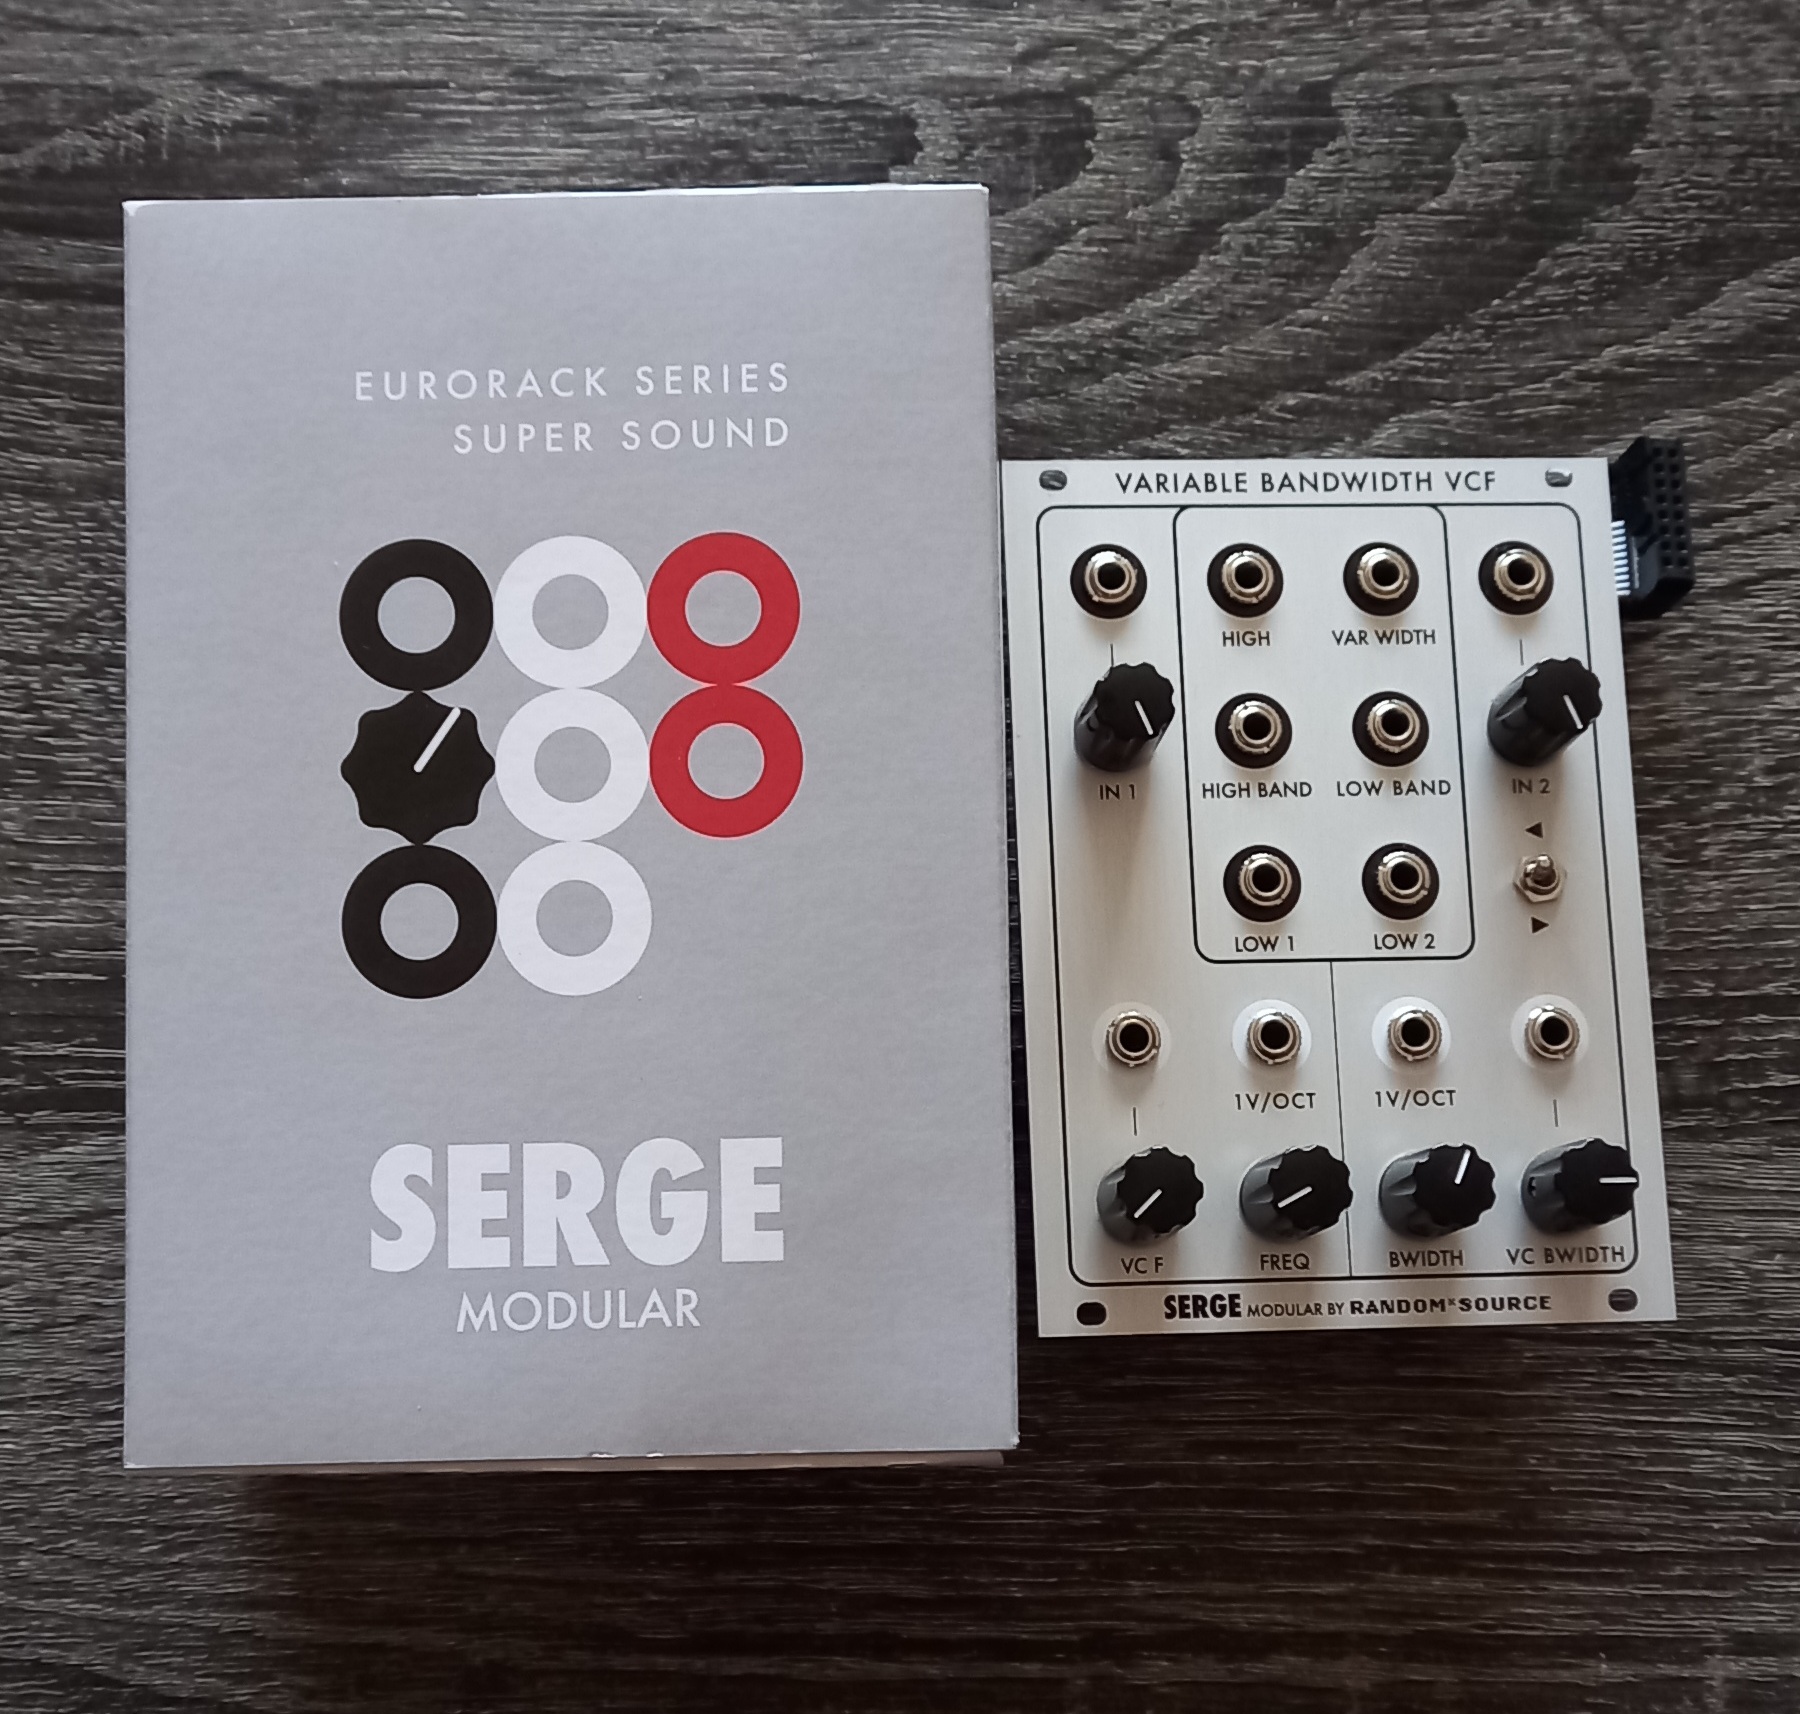 EURORACK SERIES
SUPER SOUND
SERGE
MODULAR
VARIABLE BANDWIDTH VCF
HIGH VAR WIDTH
IN 1 HIGH BAND LOW BAND IN 2
LOW 1 LOW 2
1V/OCT 1V/OCT
VC F FREQ BWIDTH VC BWIDTH
SERGE MODULAR BY RANDOM*SOURCE